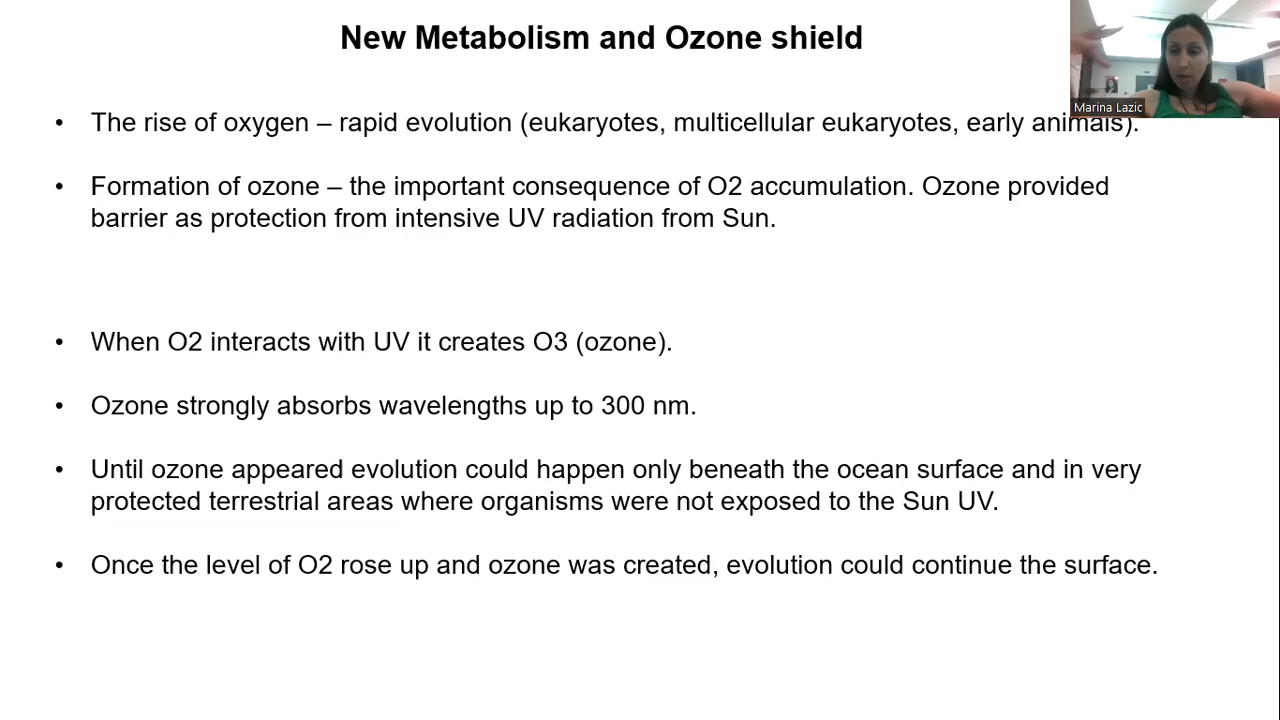 New Metabolism and Ozone shield
Marina Lazic
• The rise of oxygen – rapid evolution (eukaryotes, multicellular eukaryotes, early animals).
• Formation of ozone – the important consequence of O2 accumulation. Ozone provided
barrier as protection from intensive UV radiation from Sun.
• When O2 interacts with UV it creates O3 (ozone).
• Ozone strongly absorbs wavelengths up to 300 nm.
• Until ozone appeared evolution could happen only beneath the ocean surface and in very
protected terrestrial areas where organisms were not exposed to the Sun UV.
• Once the level of O2 rose up and ozone was created, evolution could continue the surface.